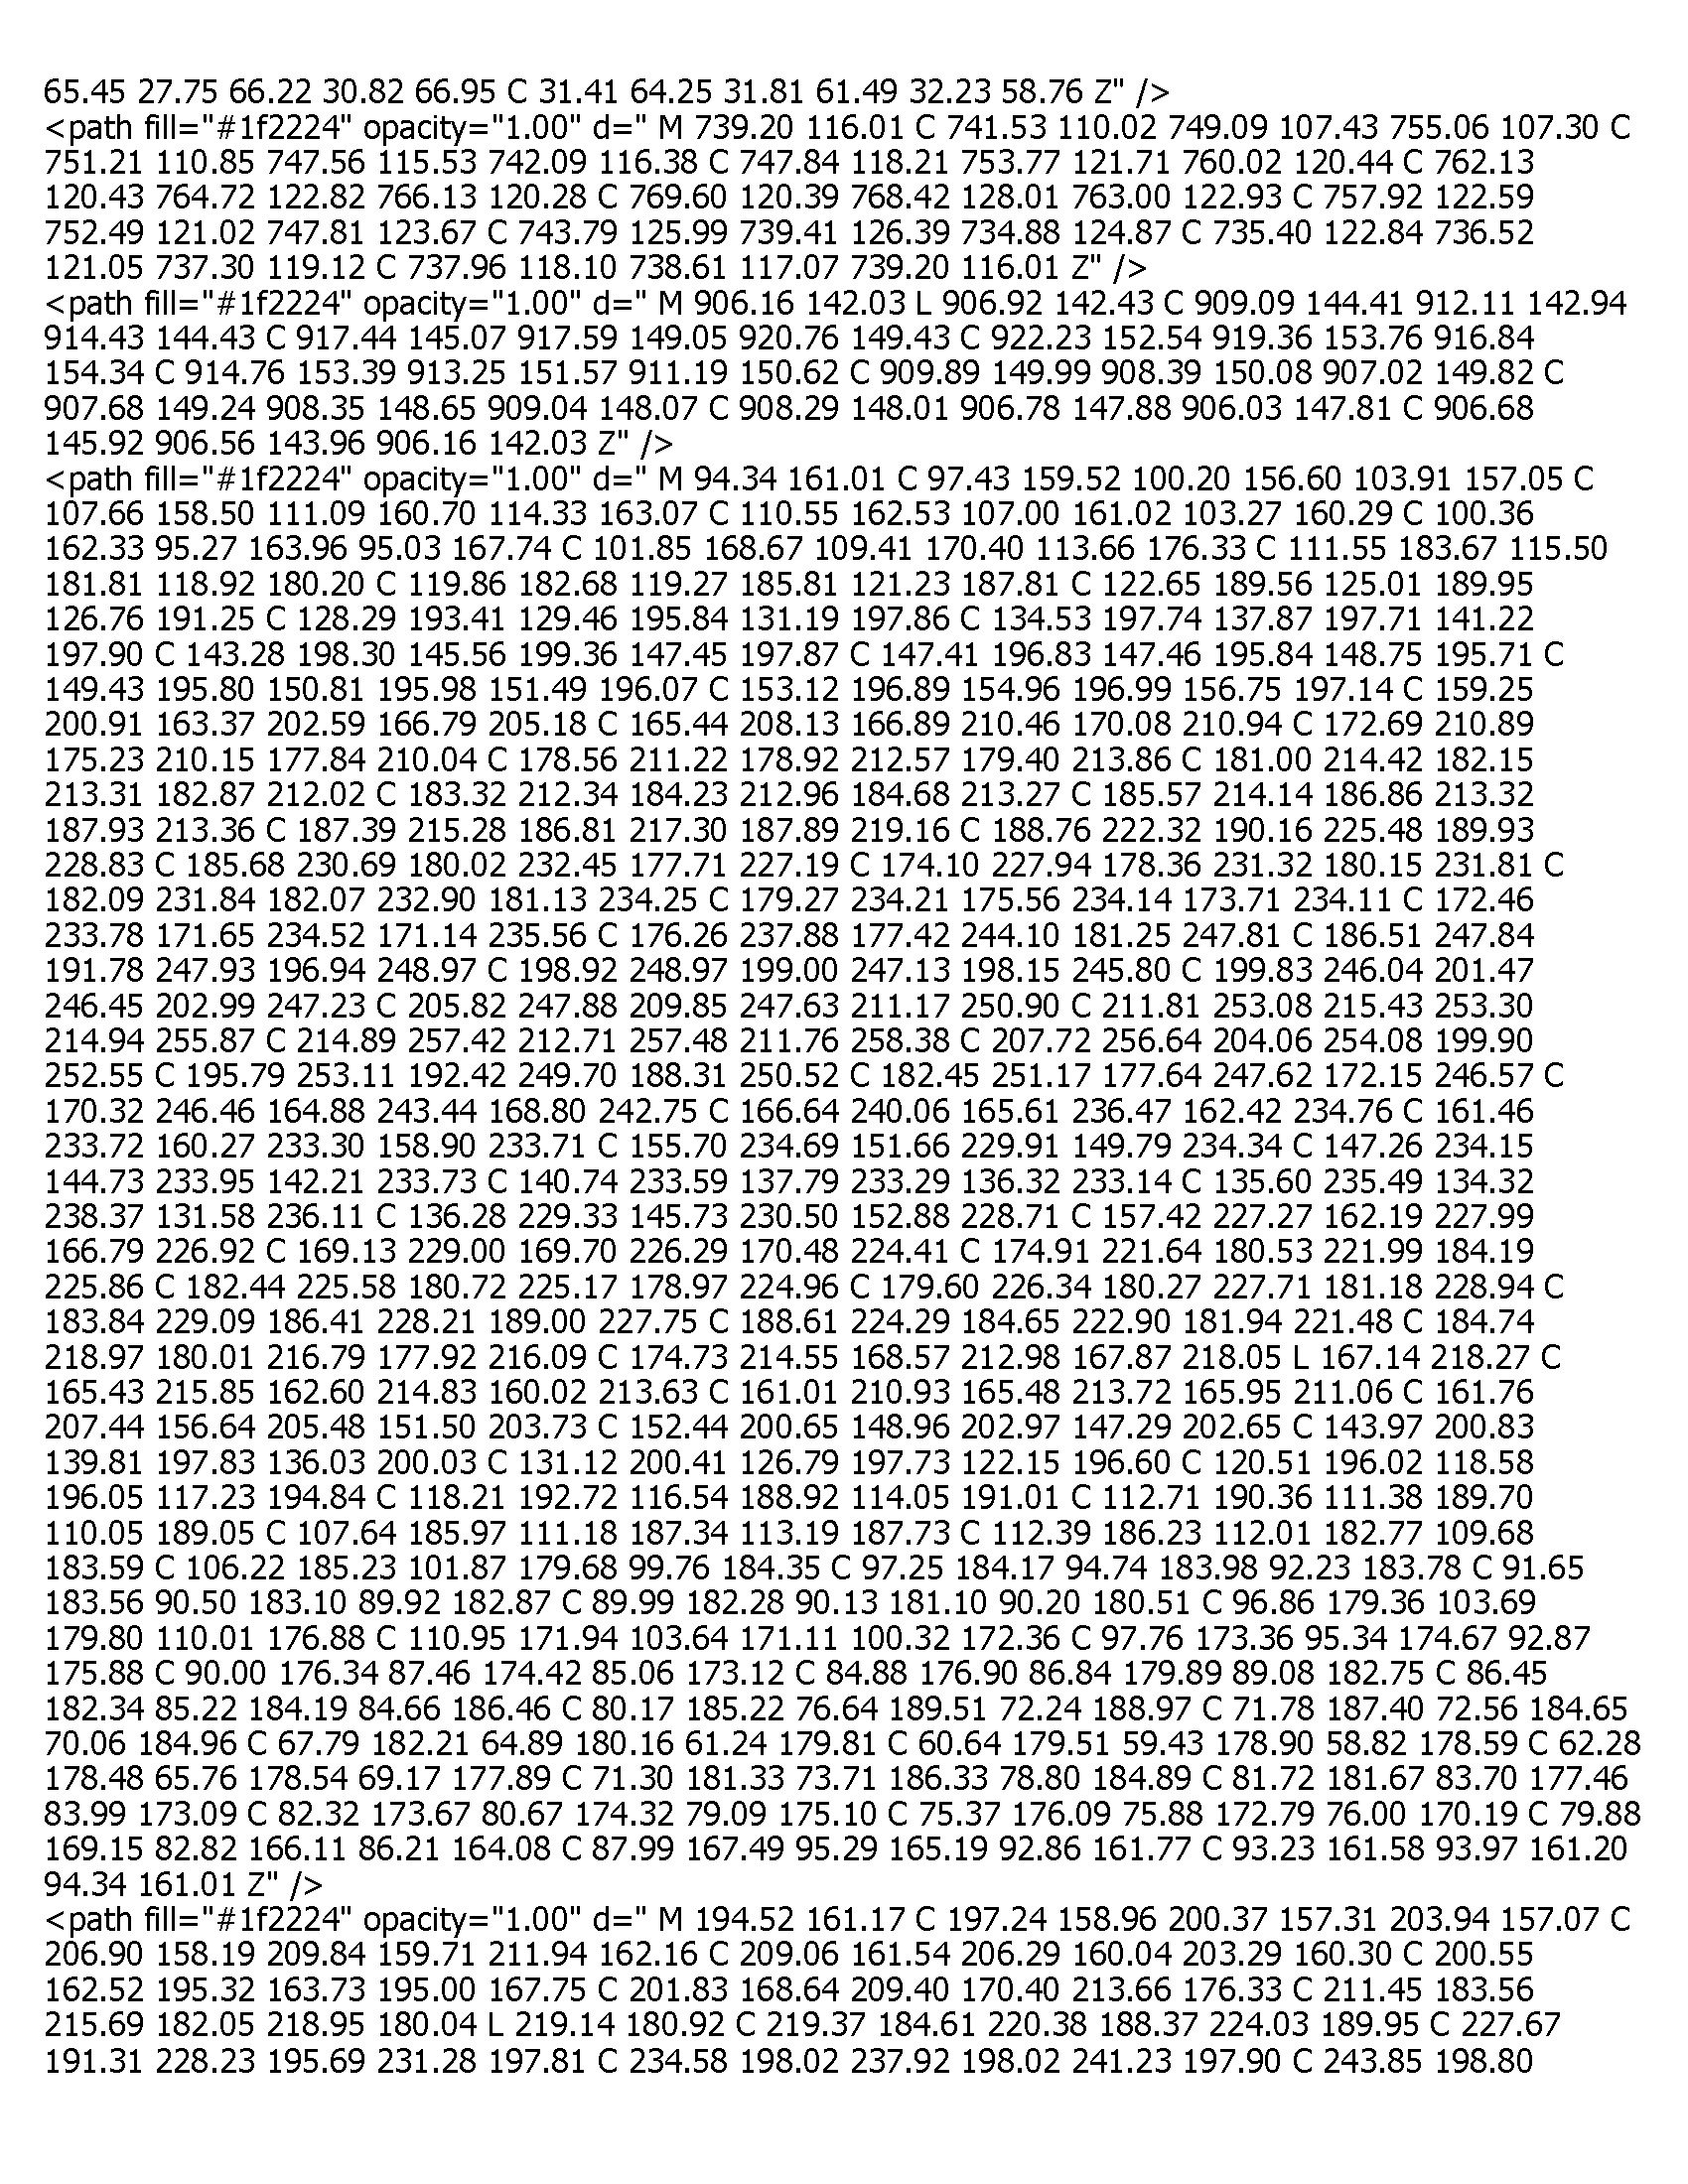 65.45 27.75 66.22 30.82 66.95 C 31.41 64.25 31.81 61.49 32.23 58.76 Z" />
<path fill="#1f2224" opacity="1.00" d=" M 739.20 116.01 C 741.53 110.02 749.09 107.43 755.06 107.30 C
751.21 110.85 747.56 115.53 742.09 116.38 C 747.84 118.21 753.77 121.71 760.02 120.44 C 762.13
120.43 764.72 122.82 766.13 120.28 C 769.60 120.39 768.42 128.01 763.00 122.93 C 757.92 122.59
752.49 121.02 747.81 123.67 C 743.79 125.99 739.41 126.39 734.88 124.87 C 735.40 122.84 736.52
121.05 737.30 119.12 C 737.96 118.10 738.61 117.07 739.20 116.01 Z" />
<path fill="#1f2224" opacity="1.00" d=" M 906.16 142.03 L 906.92 142.43 C 909.09 144.41 912.11 142.94
914.43 144.43 C 917.44 145.07 917.59 149.05 920.76 149.43 C 922.23 152.54 919.36 153.76 916.84
154.34 C 914.76 153.39 913.25 151.57 911.19 150.62 C 909.89 149.99 908.39 150.08 907.02 149.82 C
907.68 149.24 908.35 148.65 909.04 148.07 C 908.29 148.01 906.78 147.88 906.03 147.81 C 906.68
145.92 906.56 143.96 906.16 142.03 Z" />
<path fill="#1f2224" opacity="1.00" d=" M 94.34 161.01 C 97.43 159.52 100.20 156.60 103.91 157.05 C
107.66 158.50 111.09 160.70 114.33 163.07 C 110.55 162.53 107.00 161.02 103.27 160.29 C 100.36
162.33 95.27 163.96 95.03 167.74 C 101.85 168.67 109.41 170.40 113.66 176.33 C 111.55 183.67 115.50
181.81 118.92 180.20 C 119.86 182.68 119.27 185.81 121.23 187.81 C 122.65 189.56 125.01 189.95
126.76 191.25 C 128.29 193.41 129.46 195.84 131.19 197.86 C 134.53 197.74 137.87 197.71 141.22
197.90 C 143.28 198.30 145.56 199.36 147.45 197.87 C 147.41 196.83 147.46 195.84 148.75 195.71 C
149.43 195.80 150.81 195.98 151.49 196.07 C 153.12 196.89 154.96 196.99 156.75 197.14 C 159.25
200.91 163.37 202.59 166.79 205.18 C 165.44 208.13 166.89 210.46 170.08 210.94 C 172.69 210.89
175.23 210.15 177.84 210.04 C 178.56 211.22 178.92 212.57 179.40 213.86 C 181.00 214.42 182.15
213.31 182.87 212.02 C 183.32 212.34 184.23 212.96 184.68 213.27 C 185.57 214.14 186.86 213.32
187.93 213.36 C 187.39 215.28 186.81 217.30 187.89 219.16 C 188.76 222.32 190.16 225.48 189.93
228.83 C 185.68 230.69 180.02 232.45 177.71 227.19 C 174.10 227.94 178.36 231.32 180.15 231.81 C
182.09 231.84 182.07 232.90 181.13 234.25 C 179.27 234.21 175.56 234.14 173.71 234.11 C 172.46
233.78 171.65 234.52 171.14 235.56 C 176.26 237.88 177.42 244.10 181.25 247.81 C 186.51 247.84
191.78 247.93 196.94 248.97 C 198.92 248.97 199.00 247.13 198.15 245.80 C 199.83 246.04 201.47
246.45 202.99 247.23 C 205.82 247.88 209.85 247.63 211.17 250.90 C 211.81 253.08 215.43 253.30
214.94 255.87 C 214.89 257.42 212.71 257.48 211.76 258.38 C 207.72 256.64 204.06 254.08 199.90
252.55 C 195.79 253.11 192.42 249.70 188.31 250.52 C 182.45 251.17 177.64 247.62 172.15 246.57 C
170.32 246.46 164.88 243.44 168.80 242.75 C 166.64 240.06 165.61 236.47 162.42 234.76 C 161.46
233.72 160.27 233.30 158.90 233.71 C 155.70 234.69 151.66 229.91 149.79 234.34 C 147.26 234.15
144.73 233.95 142.21 233.73 C 140.74 233.59 137.79 233.29 136.32 233.14 C 135.60 235.49 134.32
238.37 131.58 236.11 C 136.28 229.33 145.73 230.50 152.88 228.71 C 157.42 227.27 162.19 227.99
166.79 226.92 C 169.13 229.00 169.70 226.29 170.48 224.41 C 174.91 221.64 180.53 221.99 184.19
225.86 C 182.44 225.58 180.72 225.17 178.97 224.96 C 179.60 226.34 180.27 227.71 181.18 228.94 C
183.84 229.09 186.41 228.21 189.00 227.75 C 188.61 224.29 184.65 222.90 181.94 221.48 C 184.74
218.97 180.01 216.79 177.92 216.09 C 174.73 214.55 168.57 212.98 167.87 218.05 L 167.14 218.27 C
165.43 215.85 162.60 214.83 160.02 213.63 C 161.01 210.93 165.48 213.72 165.95 211.06 C 161.76
207.44 156.64 205.48 151.50 203.73 C 152.44 200.65 148.96 202.97 147.29 202.65 C 143.97 200.83
139.81 197.83 136.03 200.03 C 131.12 200.41 126.79 197.73 122.15 196.60 C 120.51 196.02 118.58
196.05 117.23 194.84 C 118.21 192.72 116.54 188.92 114.05 191.01 C 112.71 190.36 111.38 189.70
110.05 189.05 C 107.64 185.97 111.18 187.34 113.19 187.73 C 112.39 186.23 112.01 182.77 109.68
183.59 C 106.22 185.23 101.87 179.68 99.76 184.35 C 97.25 184.17 94.74 183.98 92.23 183.78 C 91.65
183.56 90.50 183.10 89.92 182.87 C 89.99 182.28 90.13 181.10 90.20 180.51 C 96.86 179.36 103.69
179.80 110.01 176.88 C 110.95 171.94 103.64 171.11 100.32 172.36 C 97.76 173.36 95.34 174.67 92.87
175.88 C 90.00 176.34 87.46 174.42 85.06 173.12 C 84.88 176.90 86.84 179.89 89.08 182.75 C 86.45
182.34 85.22 184.19 84.66 186.46 C 80.17 185.22 76.64 189.51 72.24 188.97 C 71.78 187.40 72.56 184.65
70.06 184.96 C 67.79 182.21 64.89 180.16 61.24 179.81 C 60.64 179.51 59.43 178.90 58.82 178.59 C 62.28
178.48 65.76 178.54 69.17 177.89 C 71.30 181.33 73.71 186.33 78.80 184.89 C 81.72 181.67 83.70 177.46
83.99 173.09 C 82.32 173.67 80.67 174.32 79.09 175.10 C 75.37 176.09 75.88 172.79 76.00 170.19 C 79.88
169.15 82.82 166.11 86.21 164.08 C 87.99 167.49 95.29 165.19 92.86 161.77 C 93.23 161.58 93.97 161.20
94.34 161.01 Z" />
<path fill="#1f2224" opacity="1.00" d=" M 194.52 161.17 C 197.24 158.96 200.37 157.31 203.94 157.07 C
206.90 158.19 209.84 159.71 211.94 162.16 C 209.06 161.54 206.29 160.04 203.29 160.30 C 200.55
162.52 195.32 163.73 195.00 167.75 C 201.83 168.64 209.40 170.40 213.66 176.33 C 211.45 183.56
215.69 182.05 218.95 180.04 L 219.14 180.92 C 219.37 184.61 220.38 188.37 224.03 189.95 C 227.67
191.31 228.23 195.69 231.28 197.81 C 234.58 198.02 237.92 198.02 241.23 197.90 C 243.85 198.80